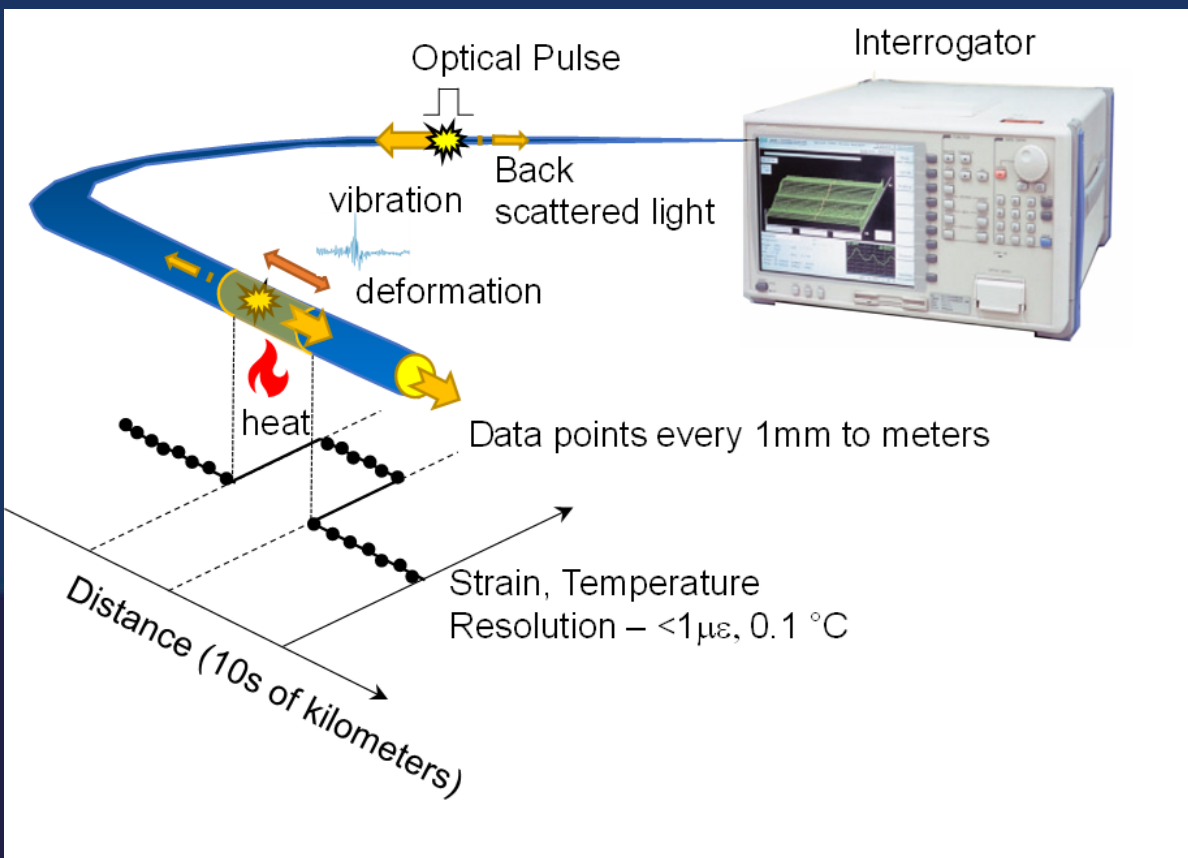 Interrogator
Optical Pulse
Back
scattered light
vibration
deformation
heat
Data points every 1mm to meters
Strain, Temperature
Resolution – <1με, 0.1 °C
Distance (10s of kilometers)